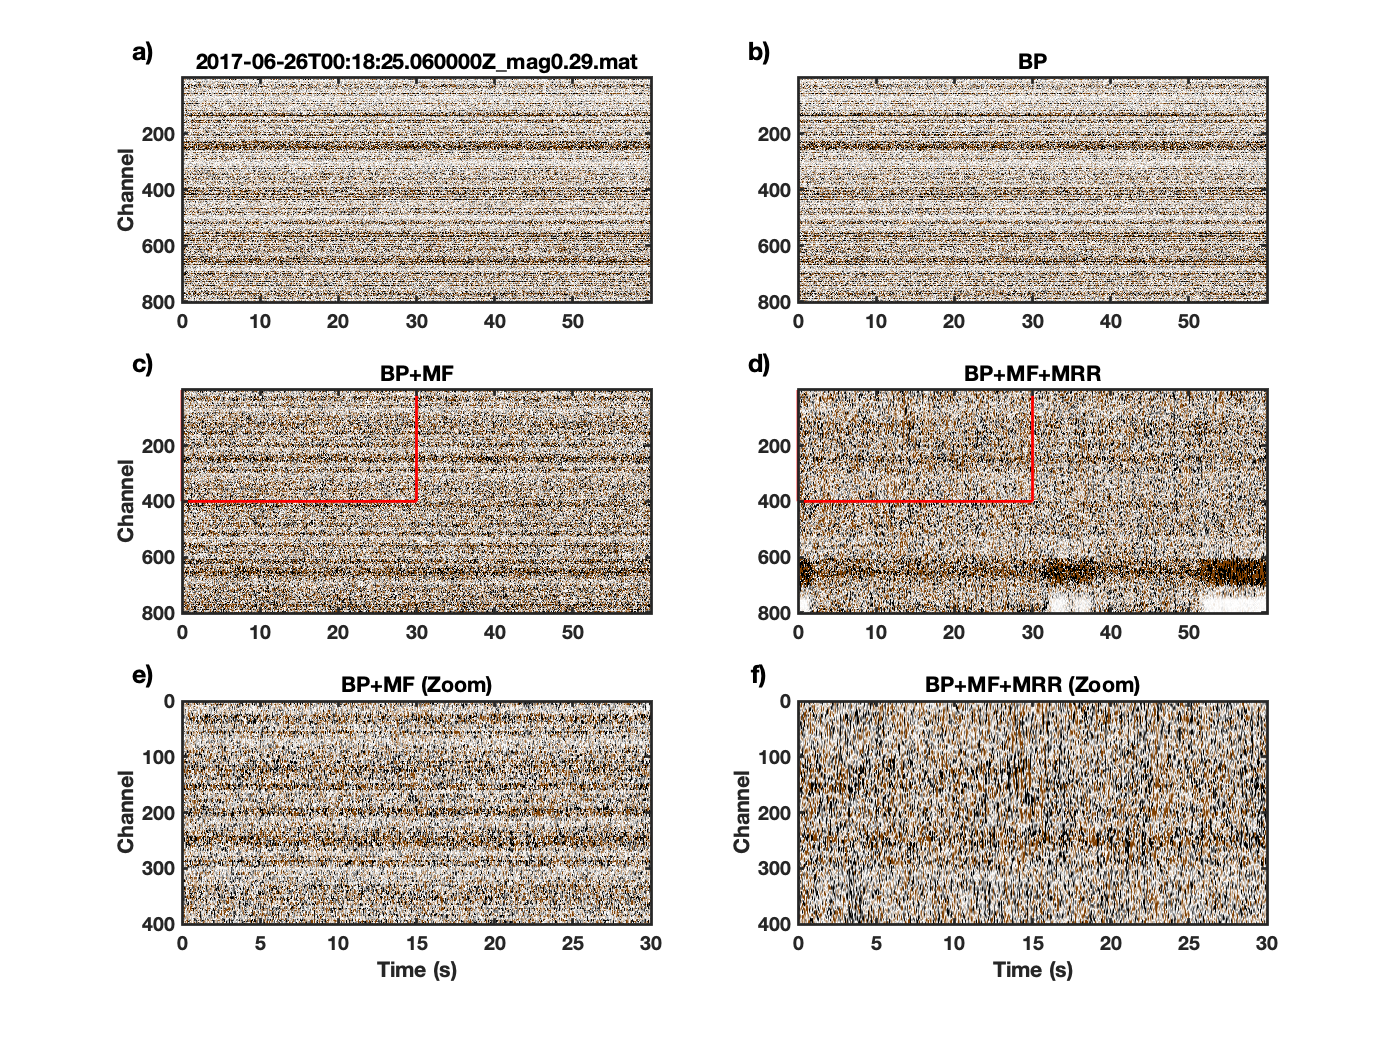 a)
2017-06-26T00:18:25.060000Z_mag0.29.mat
Channel
200
400
600
800
0 10 20 30 40 50
b)
BP
200
400
600
800
0 10 20 30 40 50
c)
BP+MF
Channel
200
400
600
800
0 10 20 30 40 50
d)
BP+MF+MRR
200
400
600
800
0 10 20 30 40 50
e)
BP+MF (Zoom)
Channel
0
100
200
300
400
0 5 10 15 20 25 30
Time (s)
f)
BP+MF+MRR (Zoom)
Channel
0
100
200
300
400
0 5 10 15 20 25 30
Time (s)